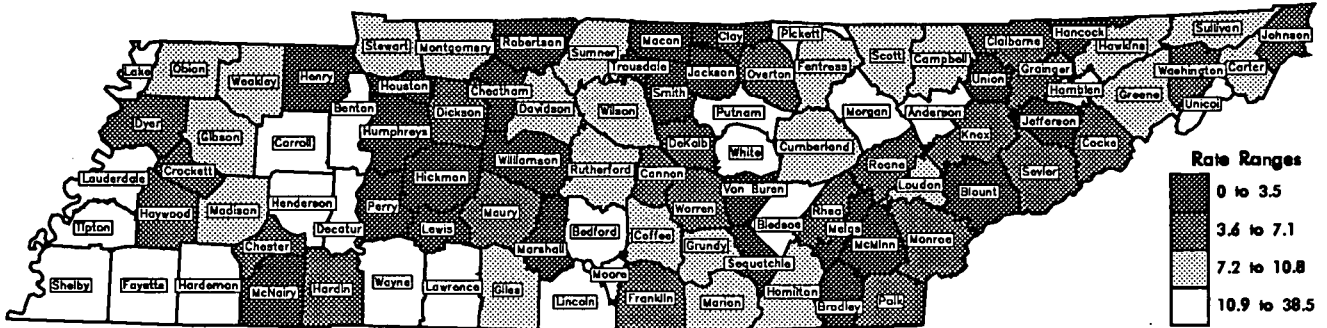 Stewart
Montgomery
Robertson
Sumner
Macon
Clay
Pickett
Scott
Campbell
Claiborne
Hancock
Hawkins
Sullivan
Johnson
Lake
Obion
Weakley
Henry
Houston
Cheatham
Trousdale
Jackson
Overton
Fentress
Union
Grainger
Hamblen
Washington
Carter
Greene
Unicoi
Benton
Dickson
Davidson
Wilson
Smith
Putnam
Morgan
Anderson
Jefferson
Dyer
Gibson
Carroll
Humphreys
Williamson
Rutherford
DeKalb
Cannon
White
Cumberland
Roane
Knox
Cocke
Sevier
Lauderdale
Crockett
Hickman
Loudon
Blount
Haywood
Madison
Henderson
Decatur
Perry
Lewis
Maury
Warren
Van Buren
Bledsoe
Rhea
Meigs
McMinn
Monroe
Tipton
Chester
Marshall
Bedford
Coffee
Grundy
Sequatchie
Shelby
Fayette
Hardeman
McNairy
Hardin
Wayne
Lawrence
Giles
Moore
Lincoln
Franklin
Marion
Hamilton
Bradley
Polk
Rate Ranges
0 to 3.5
3.6 to 7.1
7.2 to 10.8
10.9 to 38.5